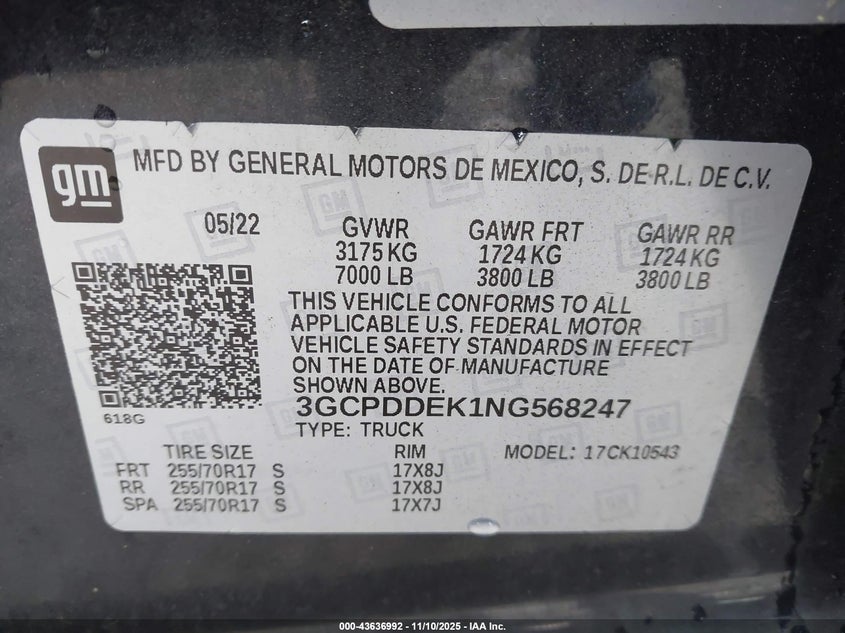 gm
MFD BY GENERAL MOTORS DE MEXICO, S. DE R.L. DE C.V.
05/22 GVWR GAWR FRT GAWR RR
3175 KG 1724 KG 1724 KG
7000 LB 3800 LB 3800 LB
THIS VEHICLE CONFORMS TO ALL
APPLICABLE U.S. FEDERAL MOTOR
VEHICLE SAFETY STANDARDS IN EFFECT
ON THE DATE OF MANUFACTURE
SHOWN ABOVE.
3GCPDDEK1NG568247
618G
TYPE: TRUCK
TIRE SIZE RIM MODEL: 17CK10543
FRT 255/70R17 S 17X8J
RR 255/70R17 S 17X8J
SPA 255/70R17 S 17X7J
000-43636992 - 11/10/2025 - IAA Inc.